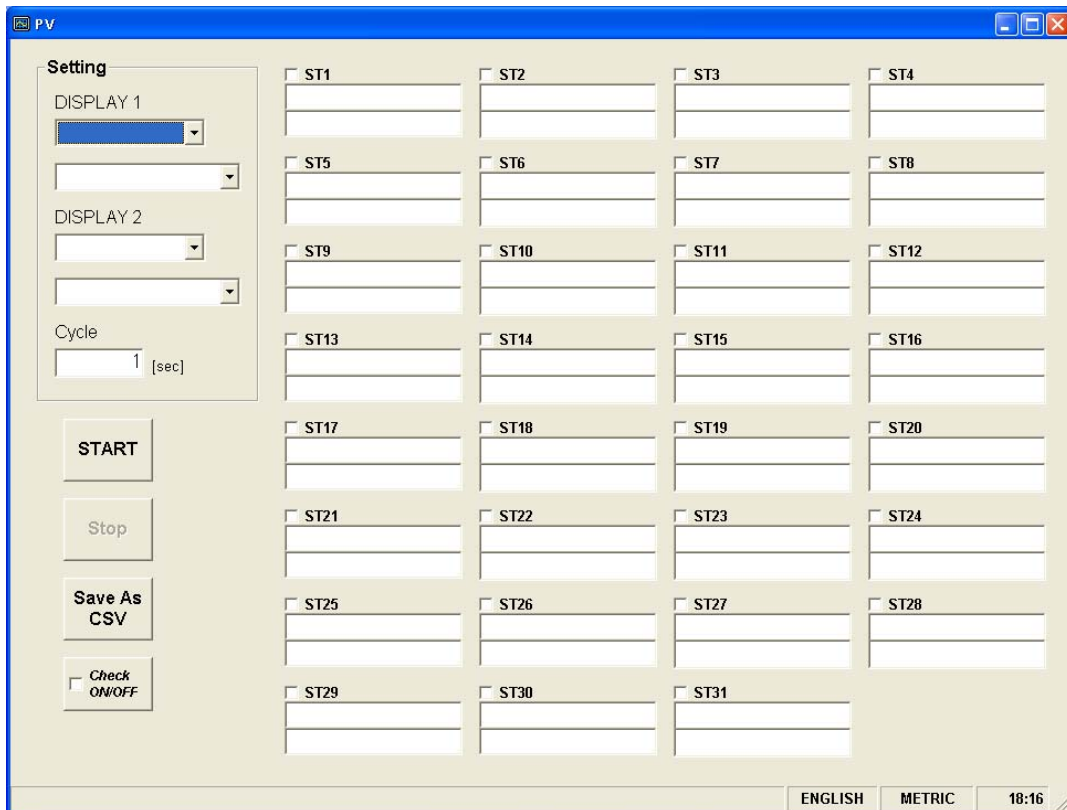 PV
Setting
DISPLAY 1
DISPLAY 2
Cycle
1 [sec]
START
Stop
Save As
CSV
Check
ON/OFF
ST1 ST2 ST3 ST4
ST5 ST6 ST7 ST8
ST9 ST10 ST11 ST12
ST13 ST14 ST15 ST16
ST17 ST18 ST19 ST20
ST21 ST22 ST23 ST24
ST25 ST26 ST27 ST28
ST29 ST30 ST31
ENGLISH METRIC 18:16